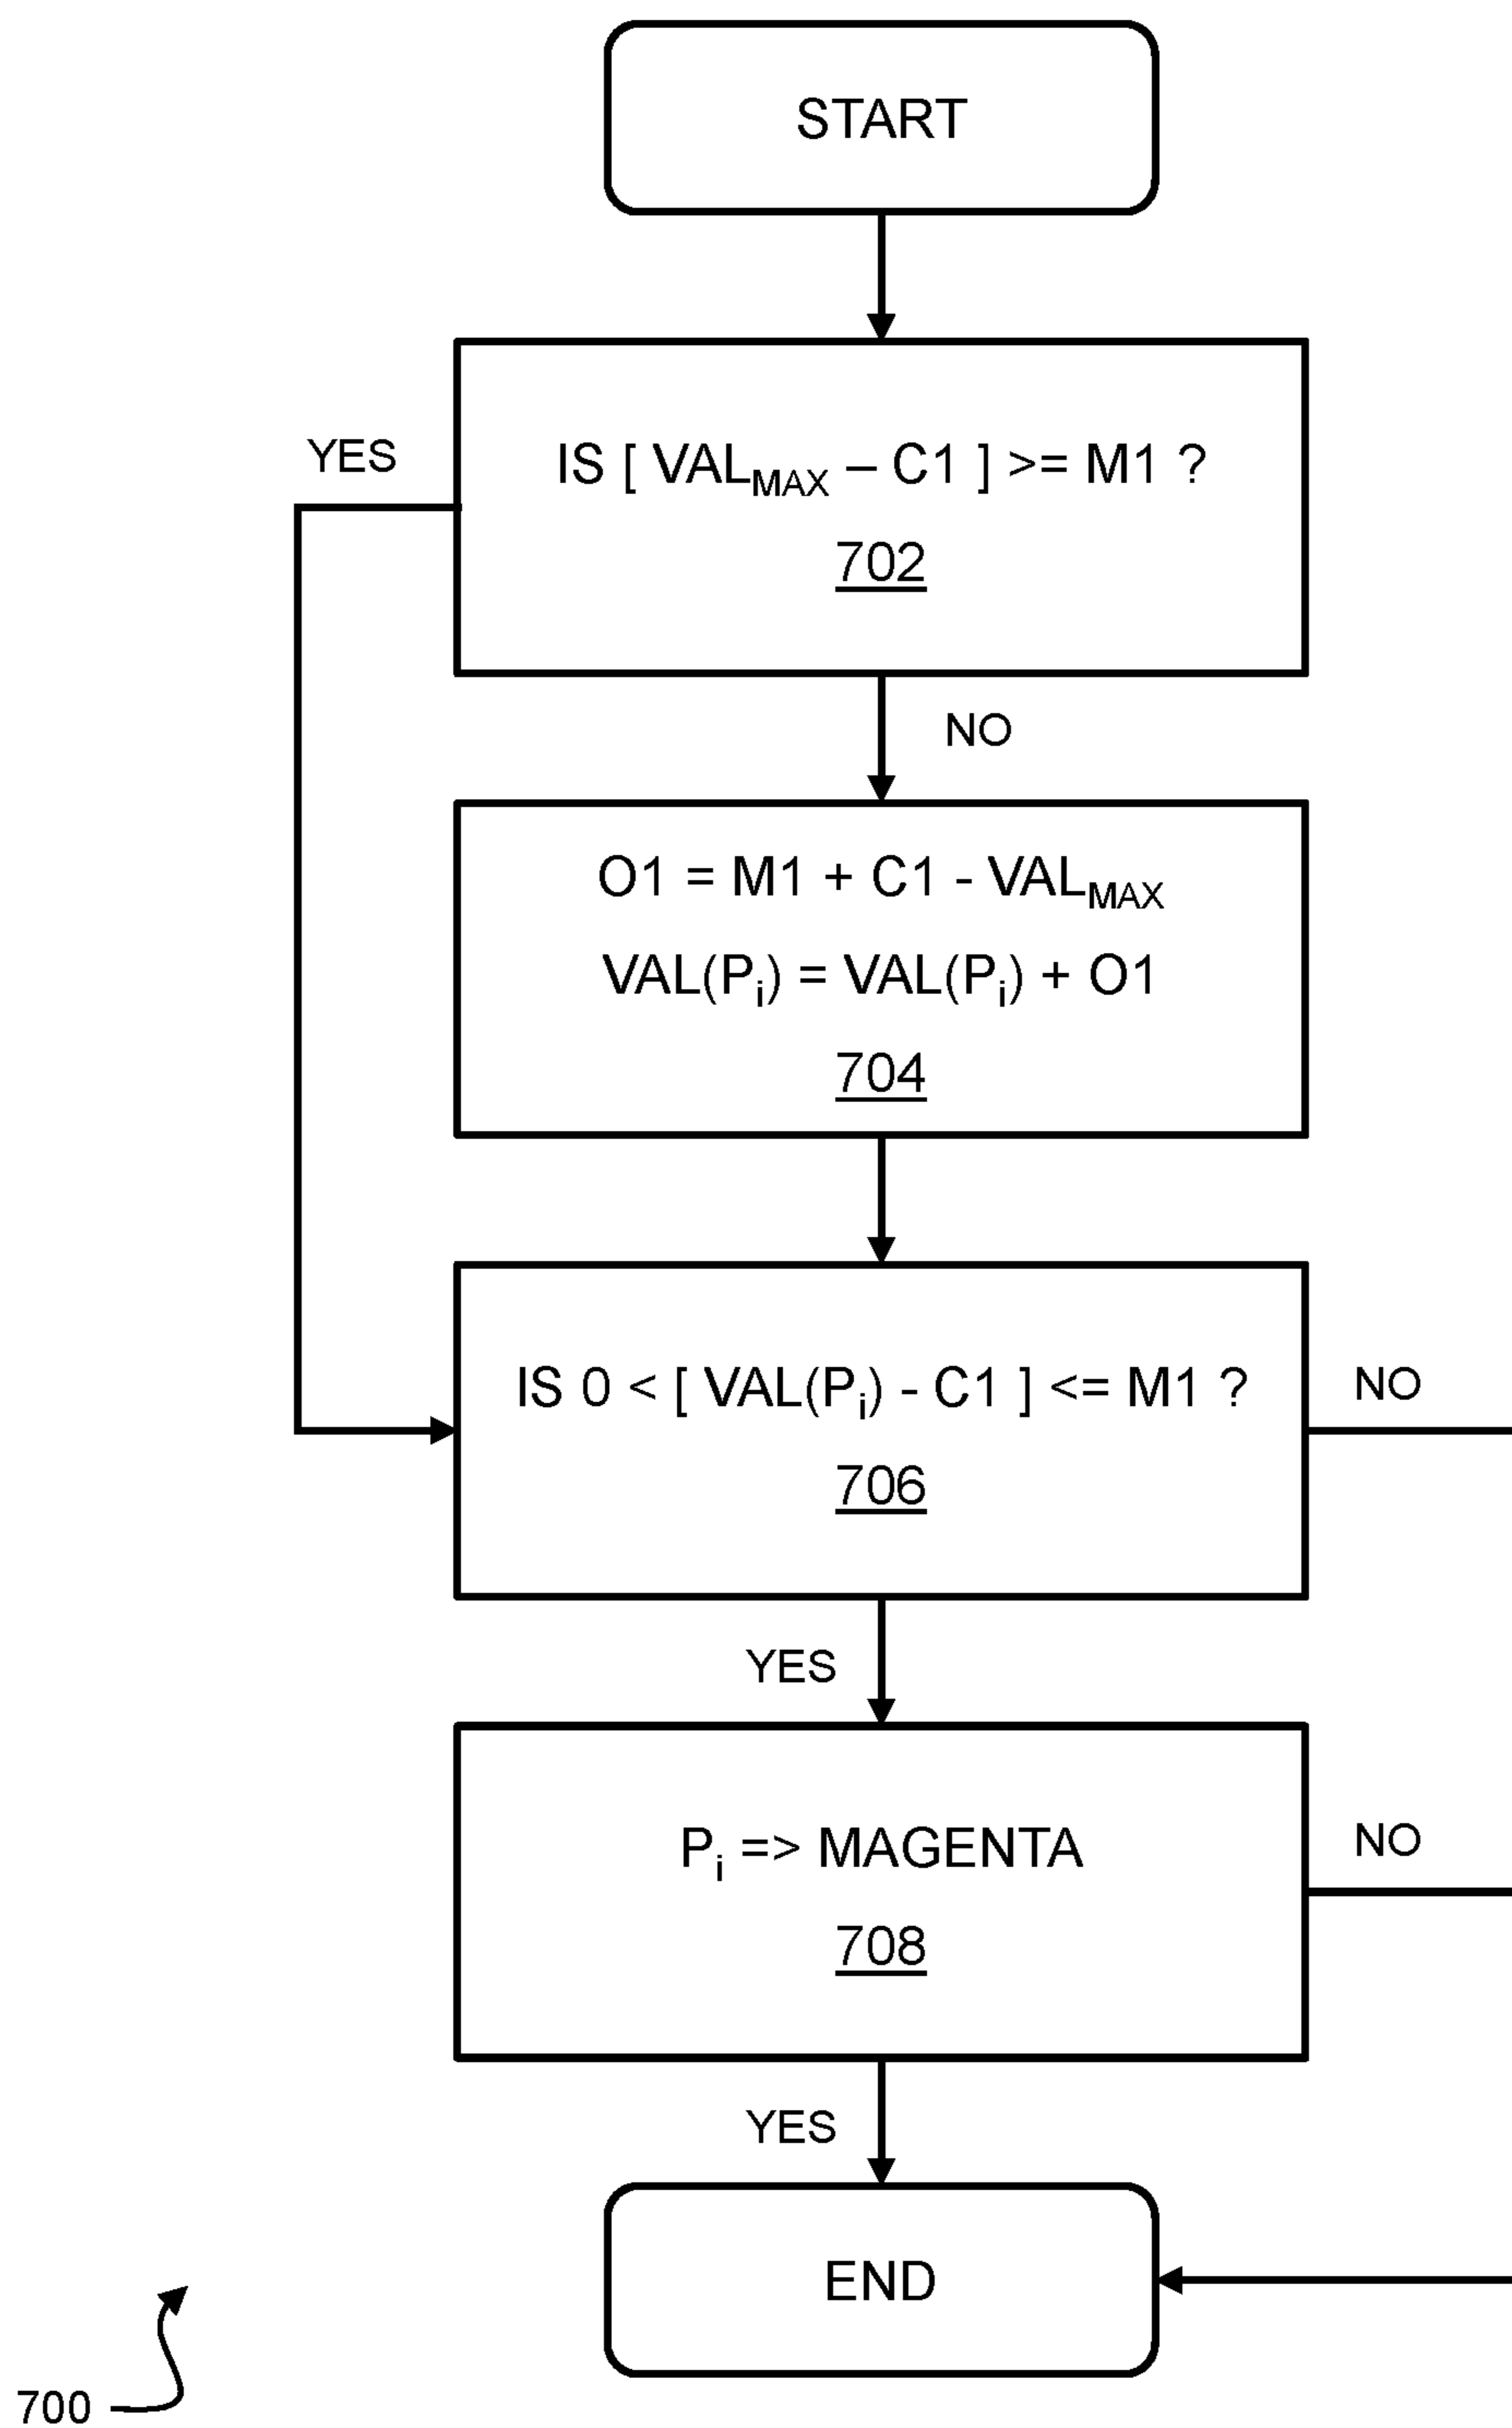 START
YES
IS [ VALMAX – C1 ] >= M1 ?
702
NO
O1 = M1 + C1 - VALMAX
VAL(Pi) = VAL(Pi) + O1
704
IS 0 < [ VAL(Pi) - C1 ] <= M1 ?
NO
706
YES
Pi => MAGENTA
NO
708
YES
END
700